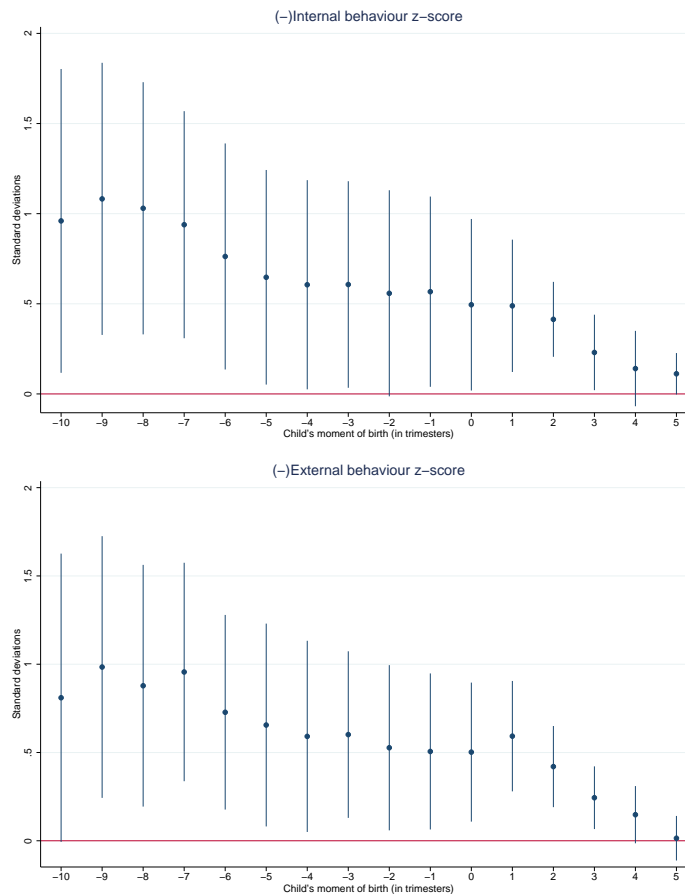 (−)Internal behaviour z−score
2
1.5
1
.5
0
Standard deviations
−10 −9 −8 −7 −6 −5 −4 −3 −2 −1 0 1 2 3 4 5
Child's moment of birth (in trimesters)
(−)External behaviour z−score
2
1.5
1
.5
0
Standard deviations
−10 −9 −8 −7 −6 −5 −4 −3 −2 −1 0 1 2 3 4 5
Child's moment of birth (in trimesters)